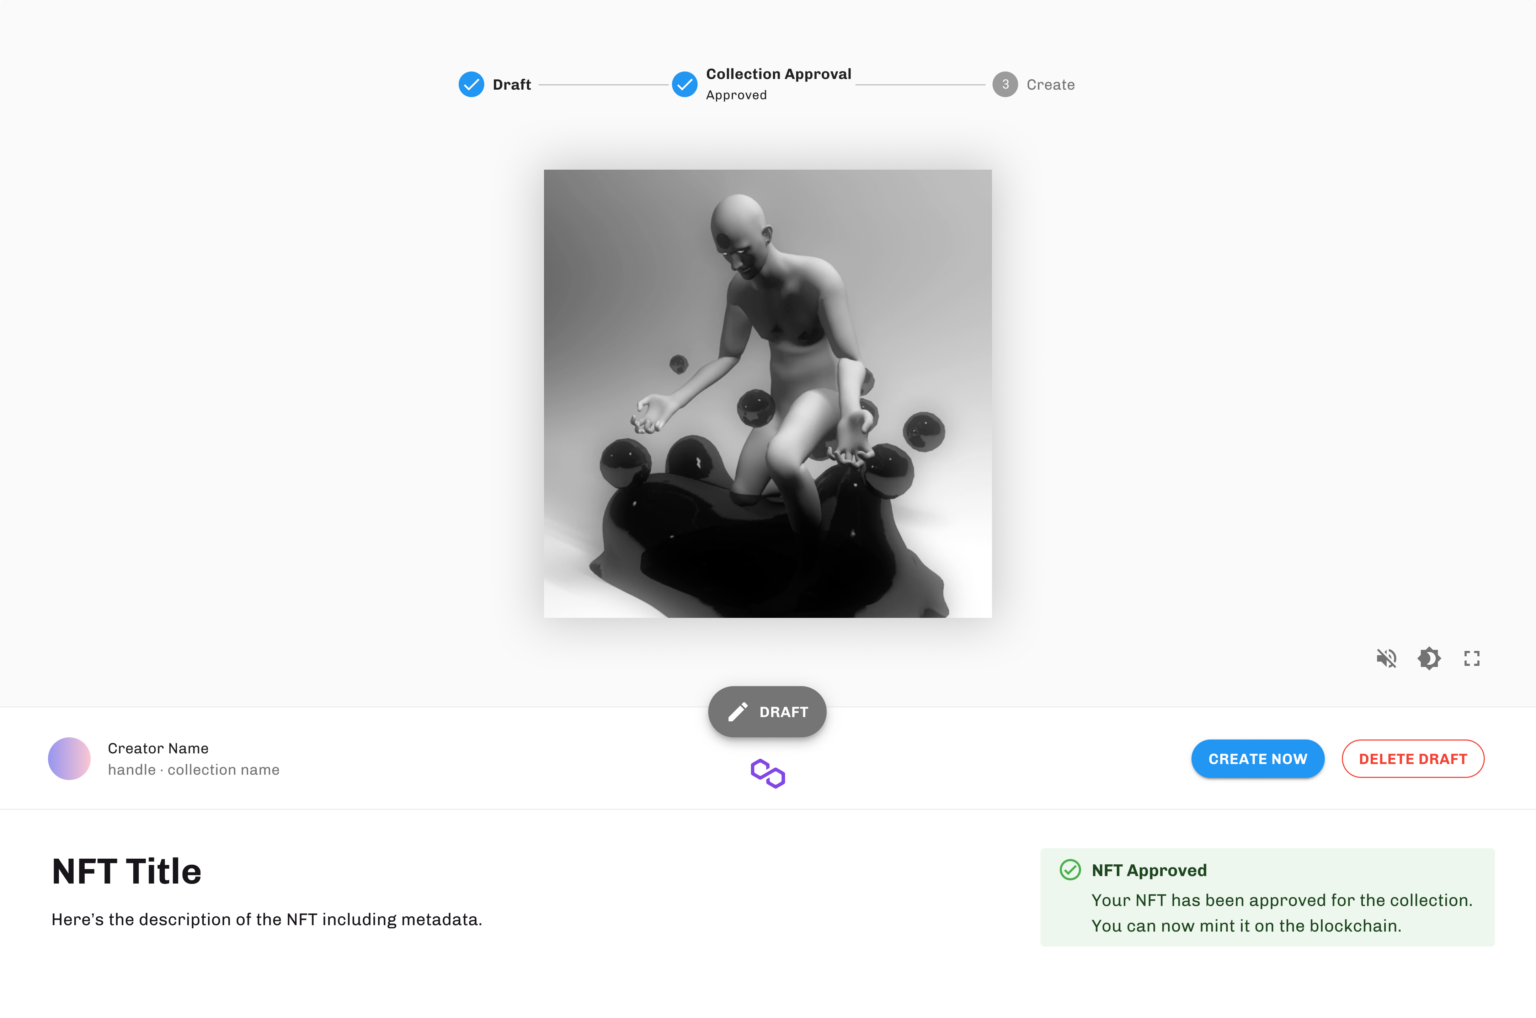 Draft
Collection Approval
Approved
3
Create
DRAFT
Creator Name
handle · collection name
CREATE NOW
DELETE DRAFT
NFT Title
Here’s the description of the NFT including metadata.
NFT Approved
Your NFT has been approved for the collection.
You can now mint it on the blockchain.